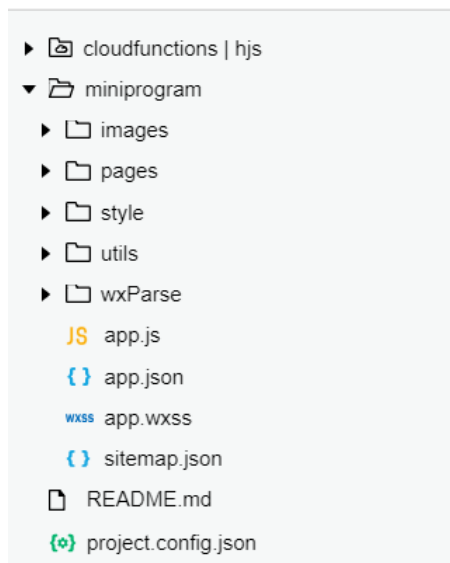 cloudfunctions | hjs
miniprogram
images
pages
style
utils
wxParse
JS app.js
{ } app.json
wxss app.wxss
{ } sitemap.json
README.md
{o} project.config.json